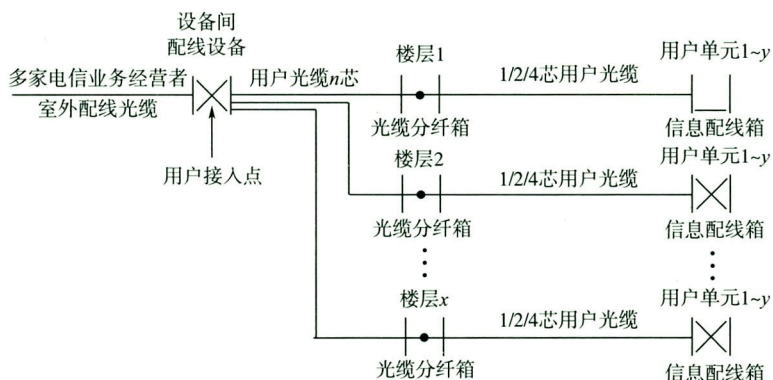 设备间
配线设备
多家电信业务经营者
室外配线光缆
用户接入点
用户光缆n芯
楼层1
光缆分纤箱
1/2/4芯用户光缆
用户单元1~y
信息配线箱
楼层2
光缆分纤箱
1/2/4芯用户光缆
用户单元1~y
信息配线箱
楼层x
光缆分纤箱
1/2/4芯用户光缆
用户单元1~y
信息配线箱